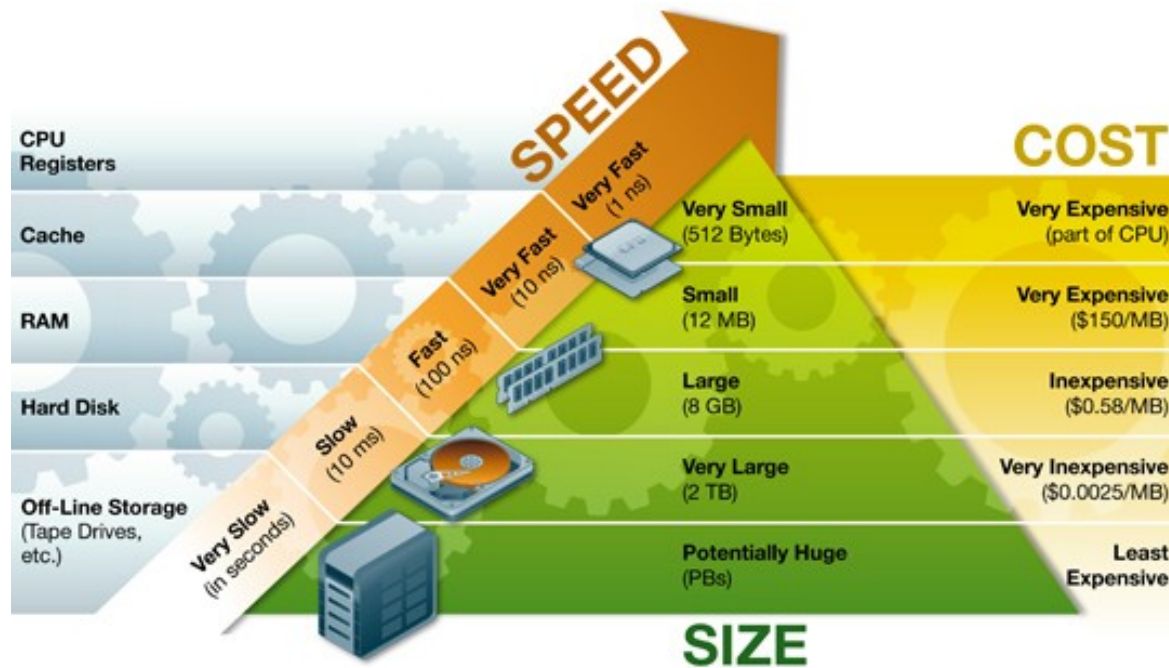 SPEED
COST
CPU
Registers
Very Fast
(1 ns)
Very Small
(512 Bytes)
Very Expensive
(part of CPU)
Cache
Very Fast
(10 ns)
Small
(12 MB)
Very Expensive
($150/MB)
RAM
Fast
(100 ns)
Large
(8 GB)
Inexpensive
($0.58/MB)
Hard Disk
Slow
(10 ms)
Very Large
(2 TB)
Very Inexpensive
($0.0025/MB)
Off-Line Storage
(Tape Drives,
etc.)
Very Slow
(in seconds)
Potentially Huge
(PBs)
Least
Expensive
SIZE